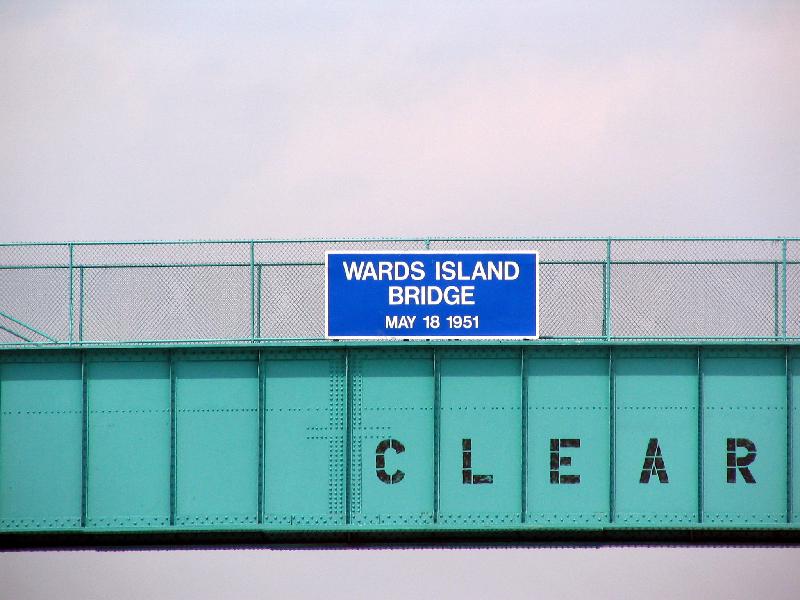 WARDS ISLAND
BRIDGE
MAY 18 1951
CLEAR